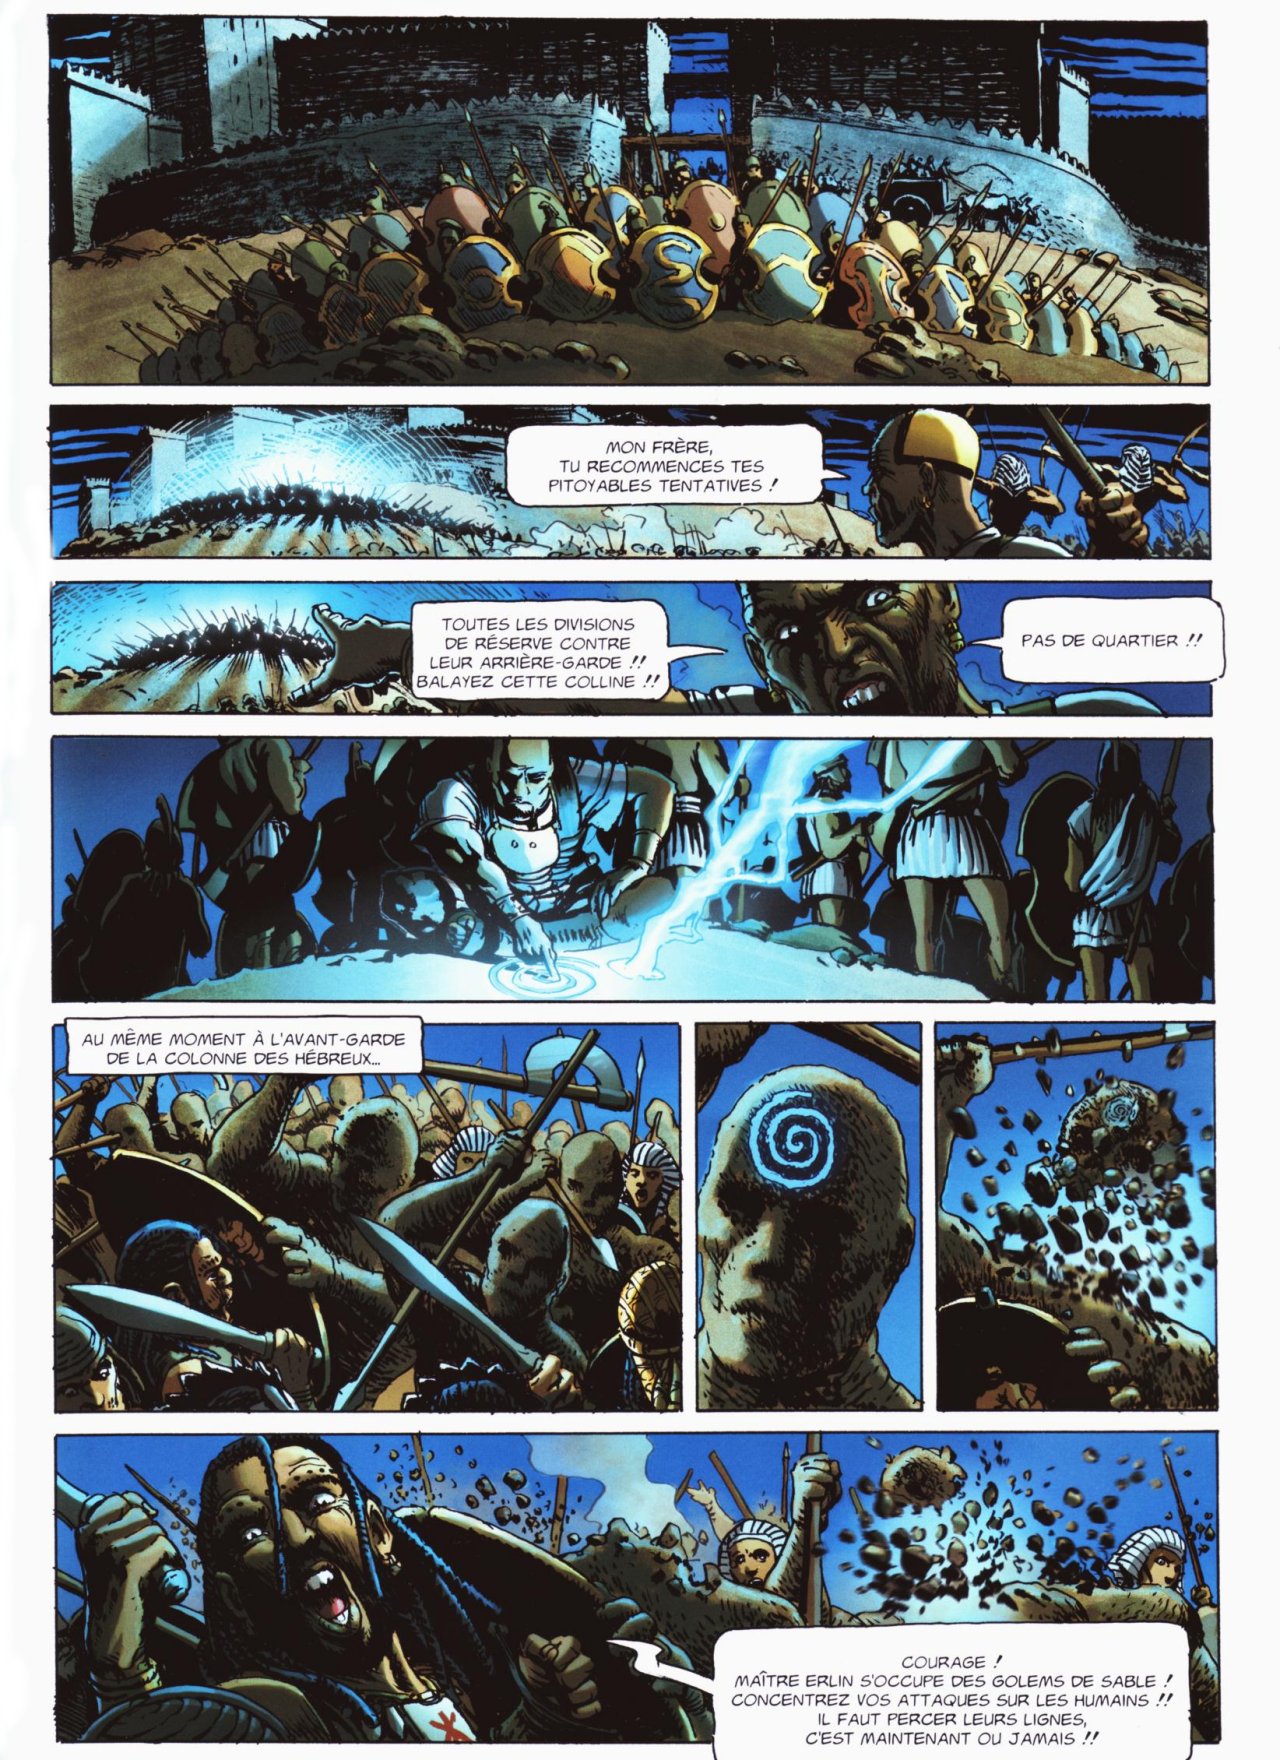 MON FRÈRE,
TU RECOMMENCES TES
PITOYABLES TENTATIVES !
TOUTES LES DIVISIONS
DE RÉSERVE CONTRE
LEUR ARRIÈRE-GARDE !!
BALAYEZ CETTE COLLINE !!
PAS DE QUARTIER !!
AU MÊME MOMENT À L'AVANT-GARDE
DE LA COLONNE DES HÉBREUX...
COURAGE !
MAÎTRE ERLIN S'OCCUPE DES GOLEMS DE SABLE !
CONCENTREZ VOS ATTAQUES SUR LES HUMAINS !!
IL FAUT PERCER LEURS LIGNES,
C'EST MAINTENANT OU JAMAIS !!